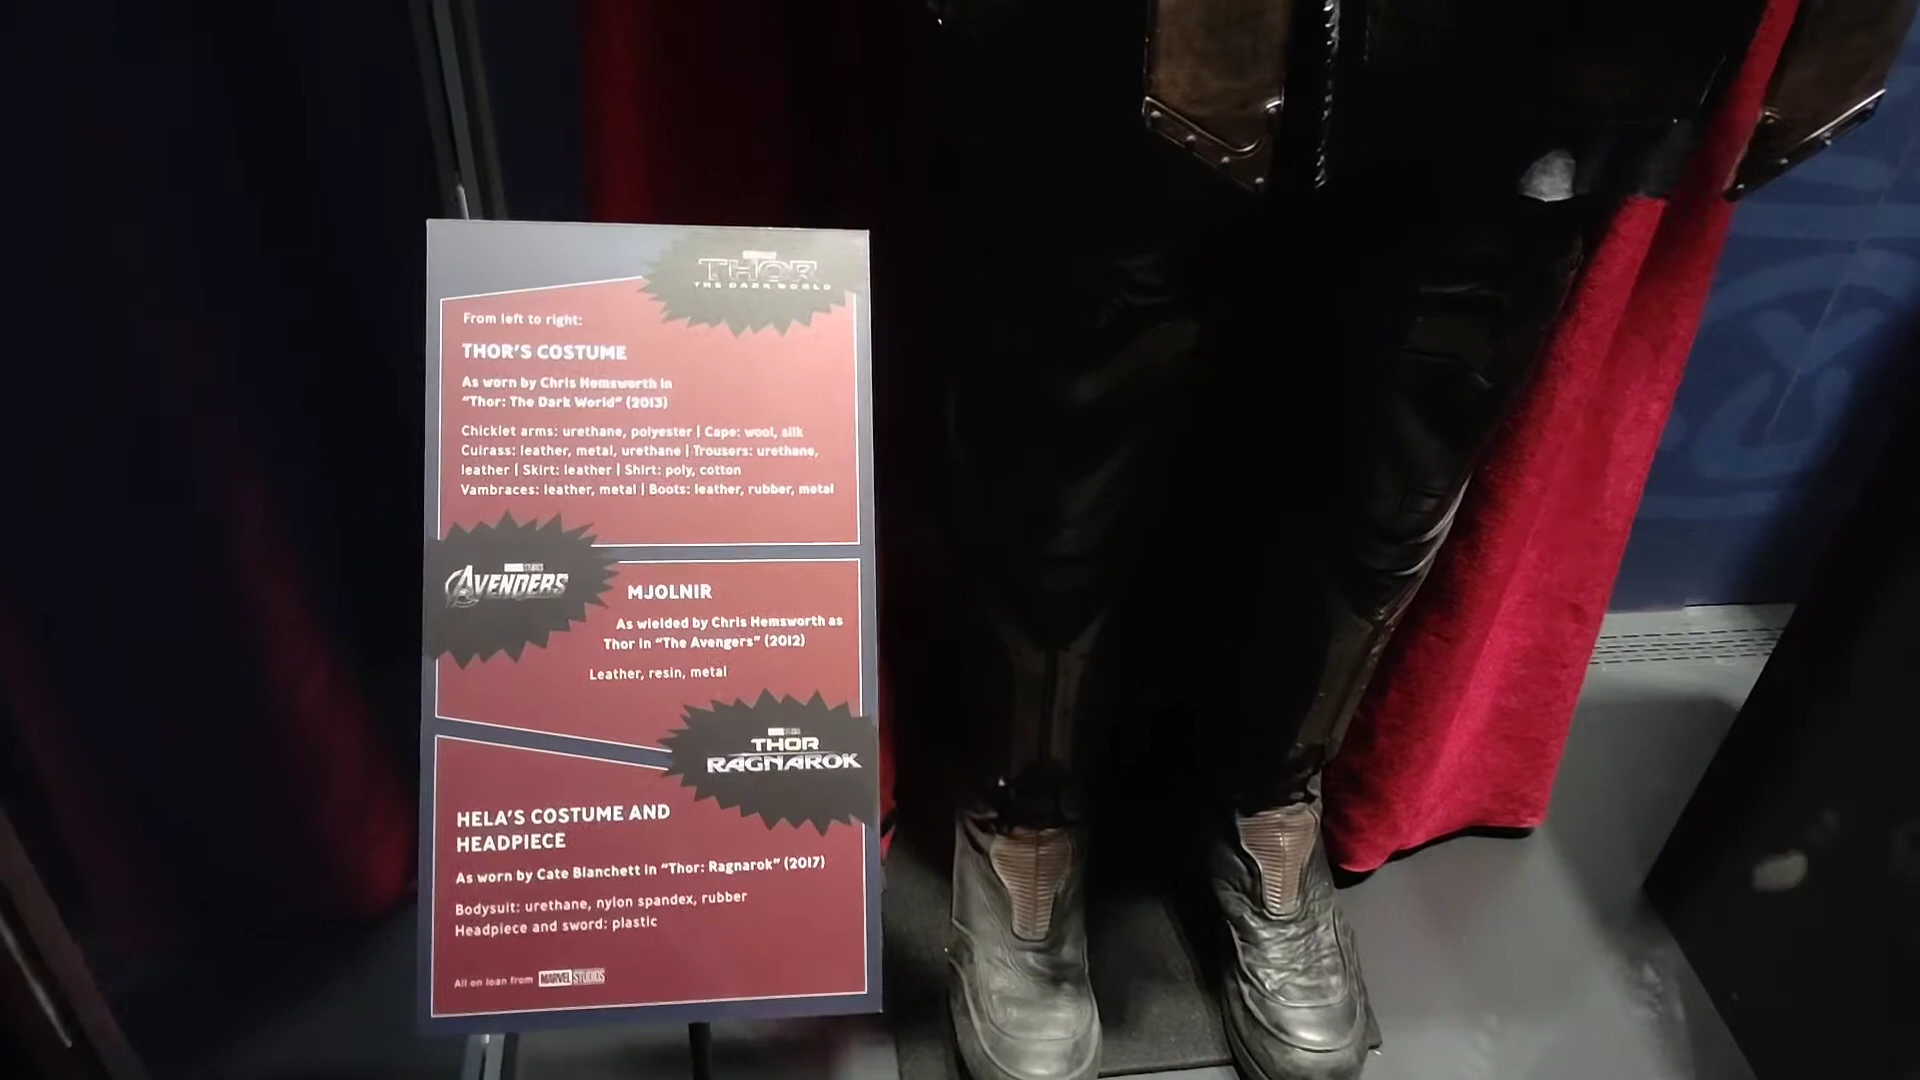 THOR
THE DARK WORLD
From left to right:
THOR'S COSTUME
As worn by Chris Hemsworth in
"Thor: The Dark World" (2013)
Chicklet arms: urethane, polyester | Cape: wool, silk
Cuirass: leather, metal, urethane | Trousers: urethane,
leather | Skirt: leather | Shirt: poly, cotton
Vambraces: leather, metal | Boots: leather, rubber, metal
MARVEL STUDIOS
AVENGERS
MJOLNIR
As wielded by Chris Hemsworth as
Thor in "The Avengers" (2012)
Leather, resin, metal
THOR
RAGNAROK
HELA'S COSTUME AND
HEADPIECE
As worn by Cate Blanchett in "Thor: Ragnarok" (2017)
Bodysuit: urethane, nylon spandex, rubber
Headpiece and sword: plastic
All on loan from MARVEL STUDIOS